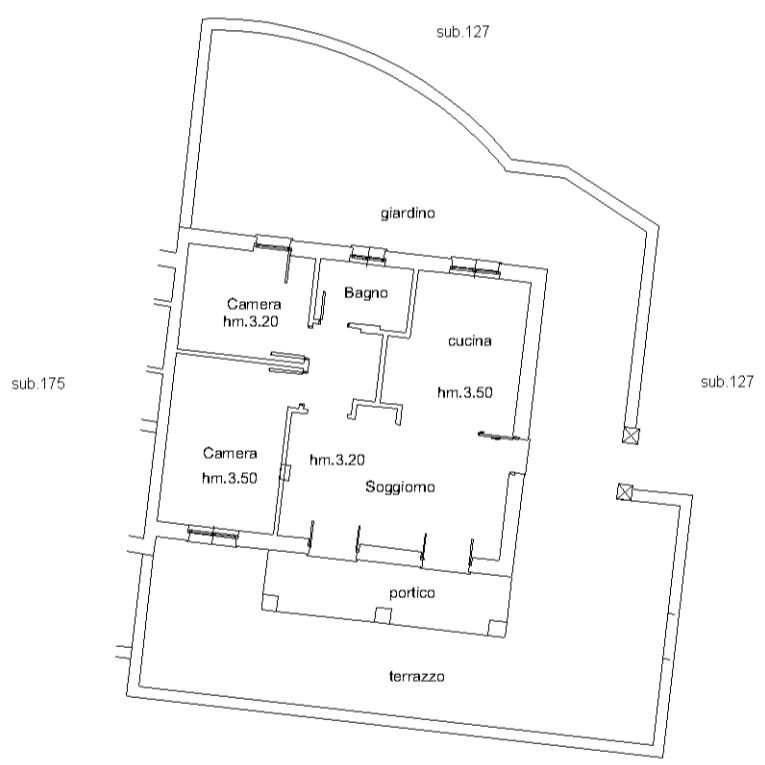 sub.127
giardino
Bagno
Camera
hm.3.20
cucina
sub.175
sub.127
hm.3.50
Camera
hm.3.50
hm.3.20
Soggiorno
portico
terrazzo